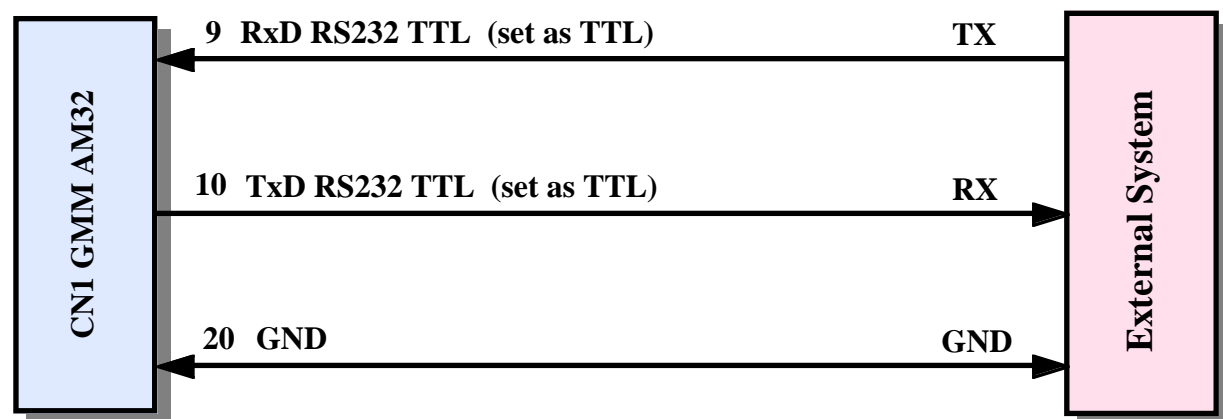 CN1 GMM AM32
9 RxD RS232 TTL (set as TTL) TX
10 TxD RS232 TTL (set as TTL) RX
20 GND GND
External System